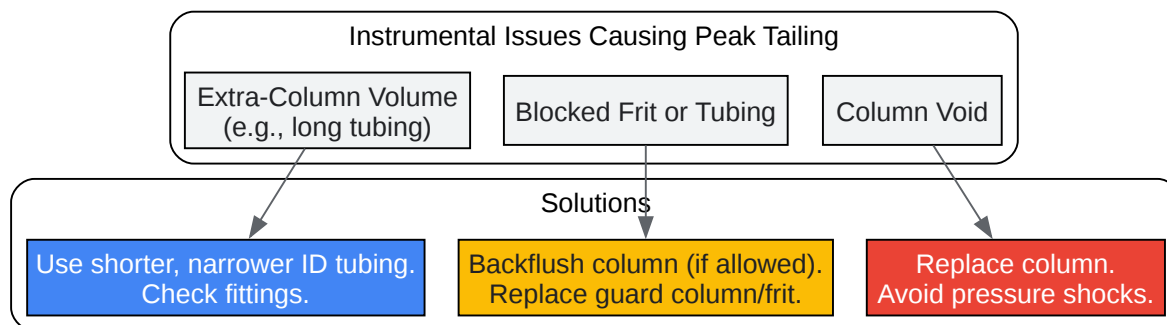 Instrumental Issues Causing Peak Tailing
Extra-Column Volume
(e.g., long tubing)
Blocked Frit or Tubing
Column Void
Solutions
Use shorter, narrower ID tubing.
Check fittings.
Backflush column (if allowed).
Replace guard column/frit.
Replace column.
Avoid pressure shocks.